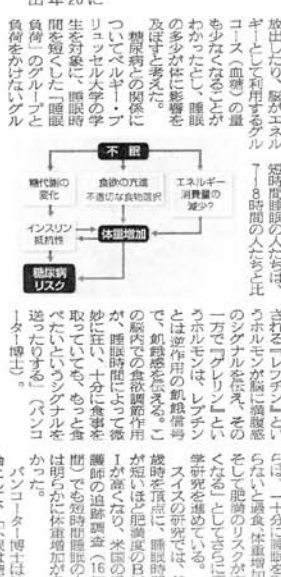 放出したり、脳がエネル
ギーとして利用するグル
コース（血糖）の量
も少なくなることが
わかったとし、睡眠
の多少が体に影響を
及ぼすと考えた。
糖尿病との関係に
ついてベルギー・ブ
リュッセル大学の学
生を対象に、睡眠時
間を短くした『睡眠
負荷』のグループと
負荷をかけないグル
短時間睡眠の人たちは、
7〜8時間の人たちと比
不眠
糖代謝の
変化
食欲の亢進
不適切な食物選択
エネルギー
消費量の
減少？
インスリン
抵抗性
体重増加
糖尿病
リスク
される『レプチン』とい
うホルモンが脳に満腹感
のシグナルを伝え、その
一方で『グレリン』とい
うホルモンは、レプチン
とは逆作用の飢餓信号
で、飢餓感を伝える。こ
の脳内での食欲調節作用
が、睡眠時間によって微
妙に狂い、十分に食事を
取っていても、もっと食
べたいというシグナルを
送ったりする」（バンコ
ーター博士）。
らは、「十分に睡眠
らないと過食、体重増加
そして肥満のリスクが
くなる」としてさらに
学研究を進めている。
スイスの研究では、
歳時を頂点に、睡眠時
が短いほど肥満度のB
Iが高くなり、米国の
護師の追跡調査（16
間）でも短時間睡眠の
は明らかに体重増加が
かった。
バンコーター博士は